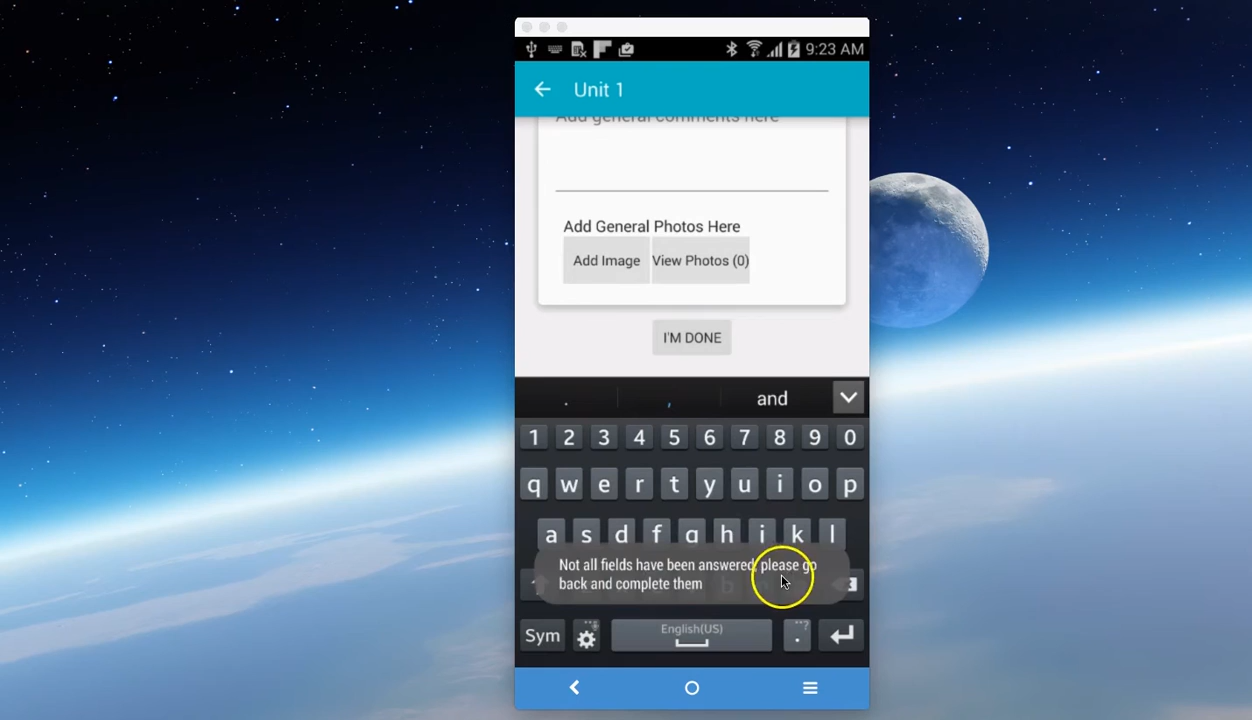 9:23 AM
Unit 1
Add general comments here
Add General Photos Here
Add Image View Photos (0)
I'M DONE
. , and
1 2 3 4 5 6 7 8 9 0
q w e r t y u i o p
a s d f g h j k l
Not all fields have been answered, please go
back and complete them
Sym English(US) .